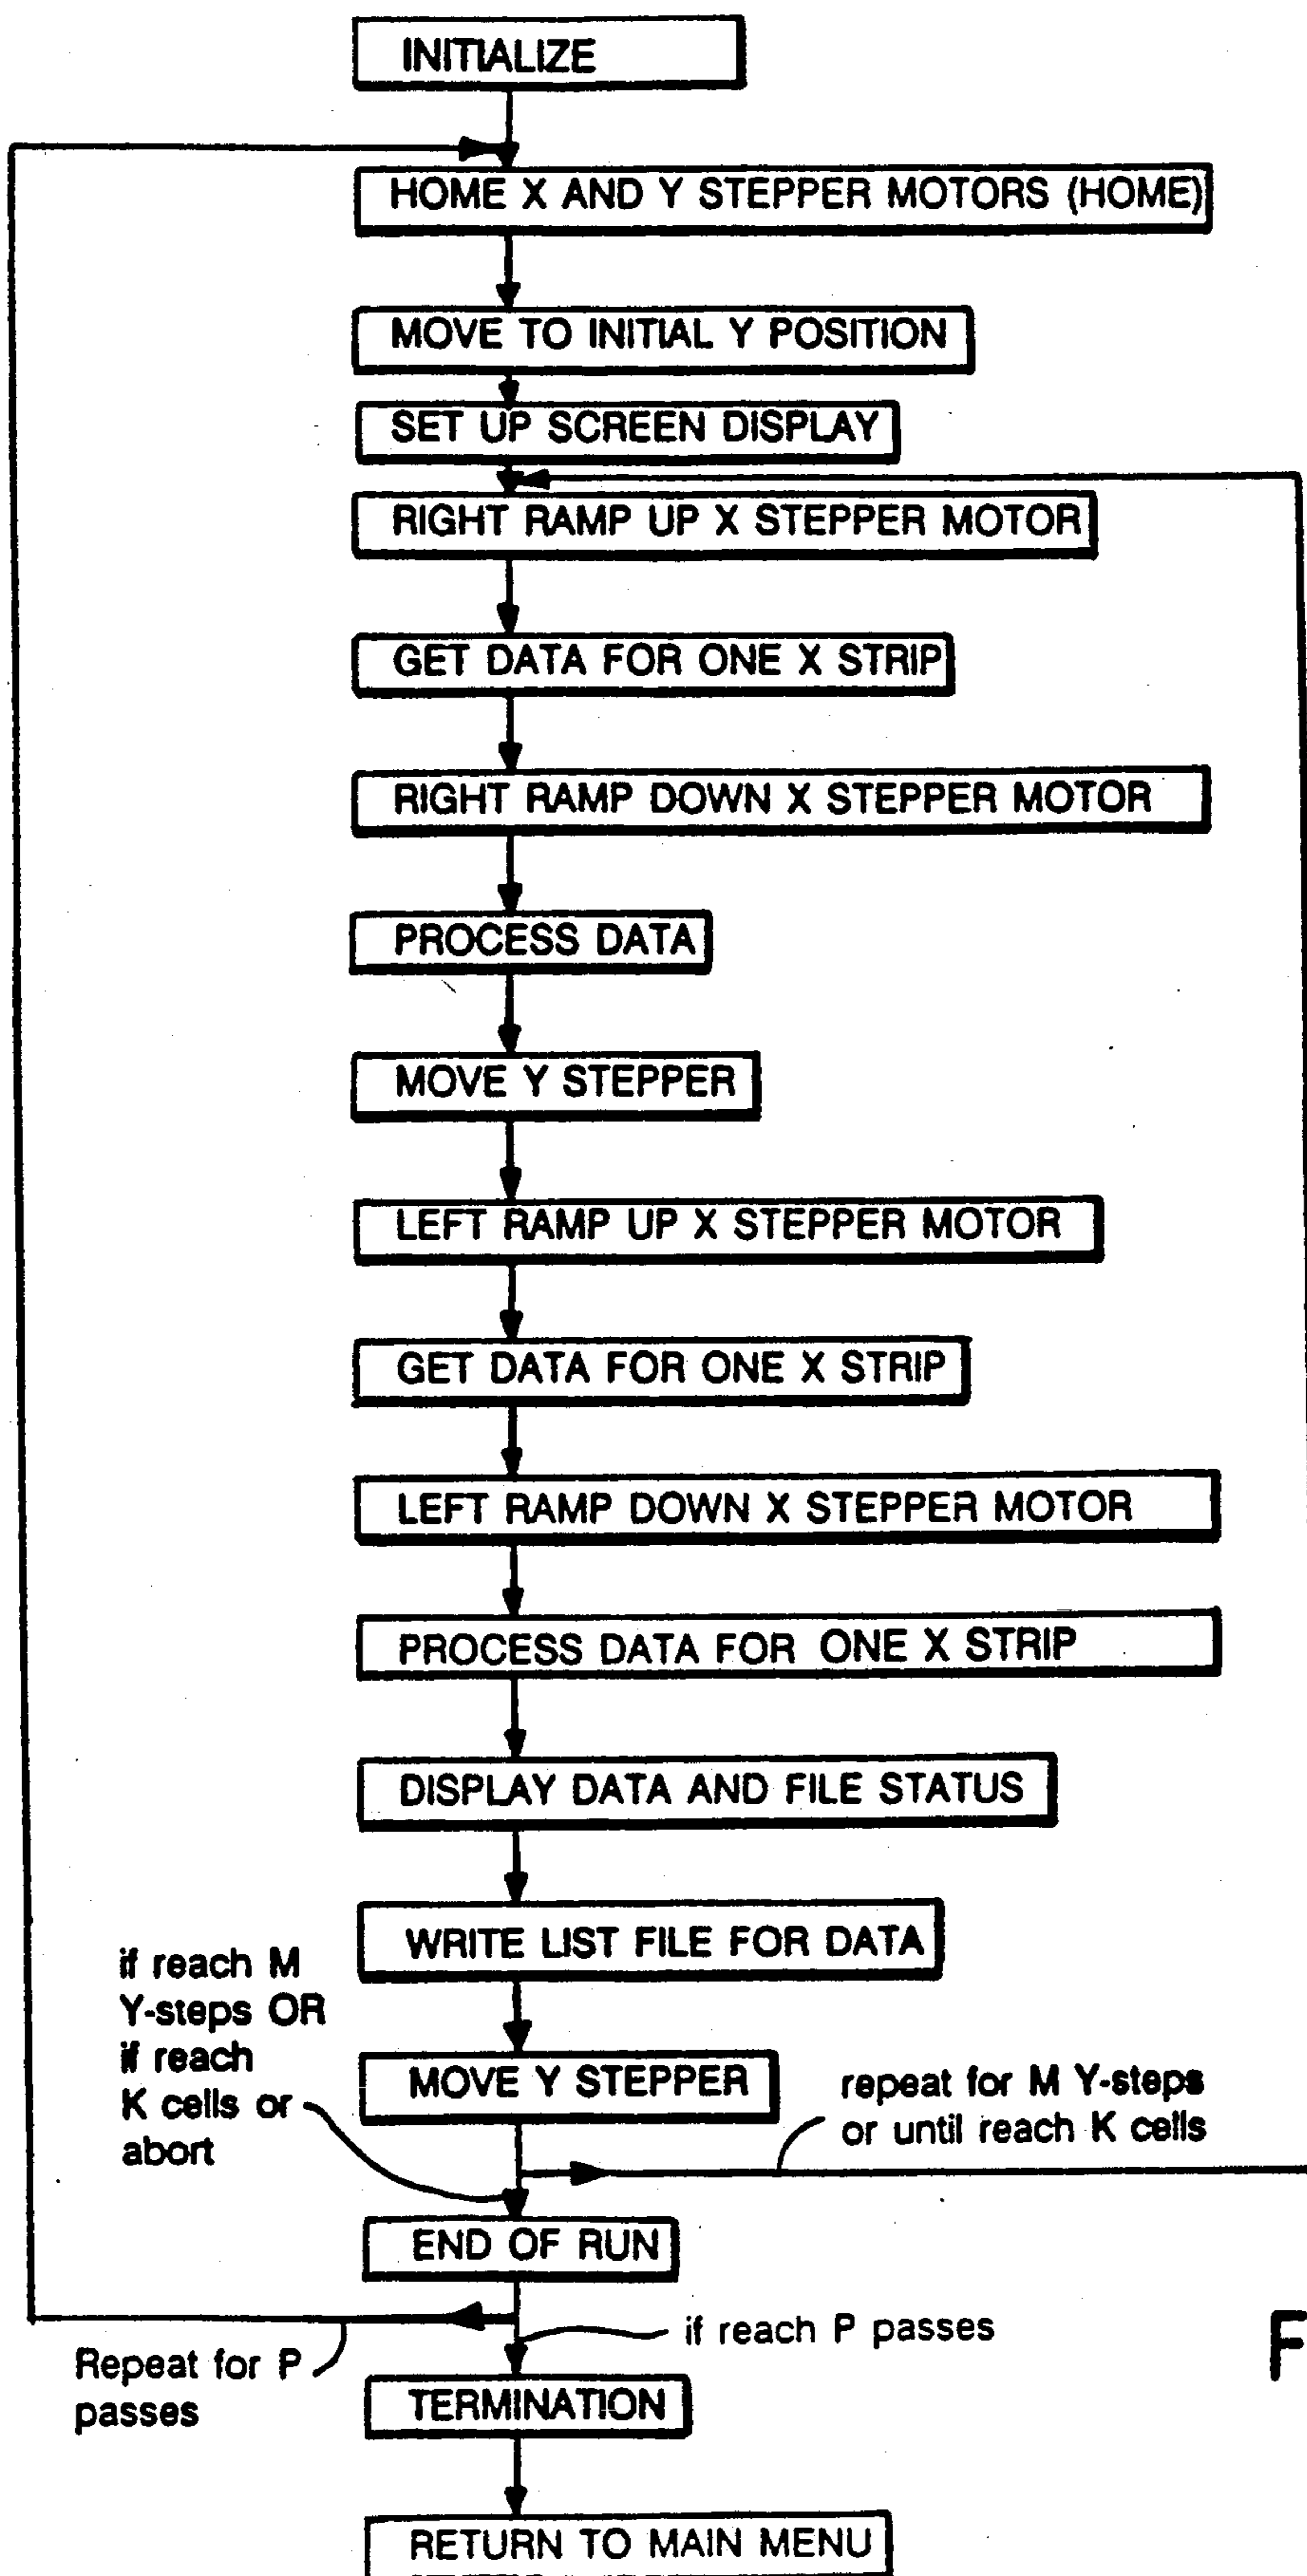 INITIALIZE
HOME X AND Y STEPPER MOTORS (HOME)
MOVE TO INITIAL Y POSITION
SET UP SCREEN DISPLAY
RIGHT RAMP UP X STEPPER MOTOR
GET DATA FOR ONE X STRIP
RIGHT RAMP DOWN X STEPPER MOTOR
PROCESS DATA
MOVE Y STEPPER
LEFT RAMP UP X STEPPER MOTOR
GET DATA FOR ONE X STRIP
LEFT RAMP DOWN X STEPPER MOTOR
PROCESS DATA FOR ONE X STRIP
DISPLAY DATA AND FILE STATUS
WRITE LIST FILE FOR DATA
if reach M
Y-steps OR
if reach
K cells or
abort
MOVE Y STEPPER
repeat for M Y-steps
or until reach K cells
END OF RUN
if reach P passes
Repeat for P
passes
F
TERMINATION
RETURN TO MAIN MENU